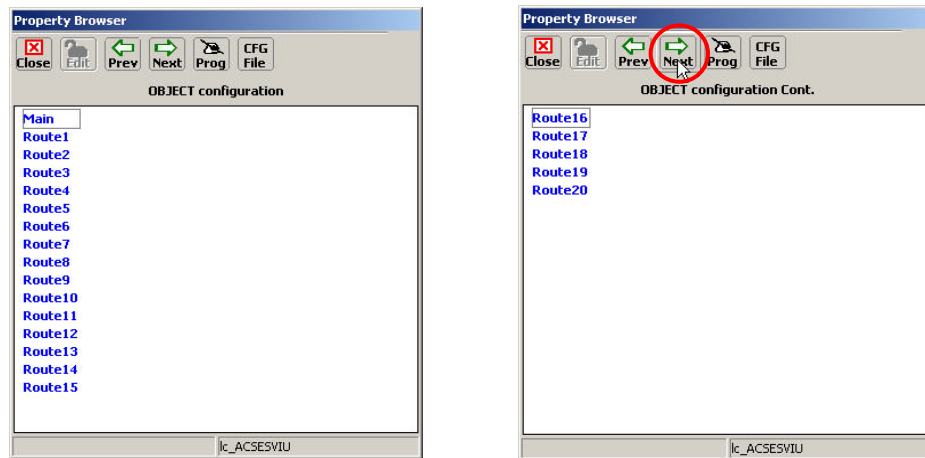 Property Browser
Close Edit Prev Next Prog CFG File
OBJECT configuration
Main
Route1
Route2
Route3
Route4
Route5
Route6
Route7
Route8
Route9
Route10
Route11
Route12
Route13
Route14
Route15
lc_ACSESVIU
Property Browser
Close Edit Prev Next Prog CFG File
OBJECT configuration Cont.
Route16
Route17
Route18
Route19
Route20
lc_ACSESVIU